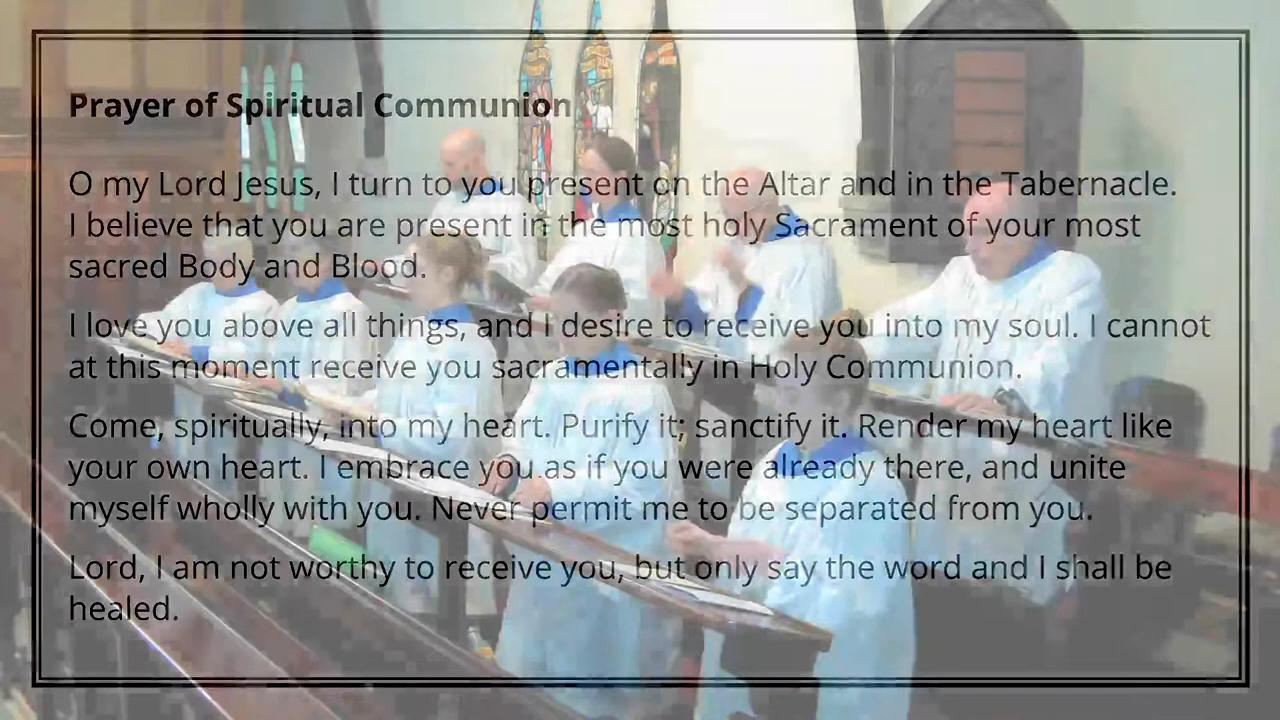 Prayer of Spiritual Communion
O my Lord Jesus, I turn to you present on the Altar and in the Tabernacle.
I believe that you are present in the most holy Sacrament of your most
sacred Body and Blood.
I love you above all things, and I desire to receive you into my soul. I cannot
at this moment receive you sacramentally in Holy Communion.
Come, spiritually, into my heart. Purify it; sanctify it. Render my heart like
your own heart. I embrace you as if you were already there, and unite
myself wholly with you. Never permit me to be separated from you.
Lord, I am not worthy to receive you, but only say the word and I shall be
healed.